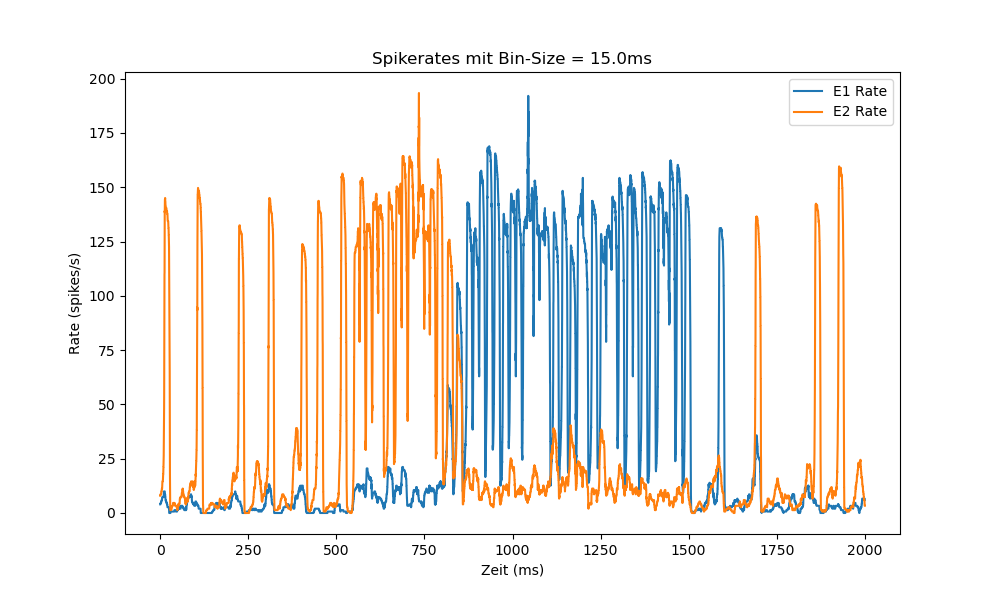 Spikerates mit Bin-Size = 15.0ms
E1 Rate
E2 Rate
Rate (spikes/s)
200
175
150
125
100
75
50
25
0
0 250 500 750 1000 1250 1500 1750 2000
Zeit (ms)